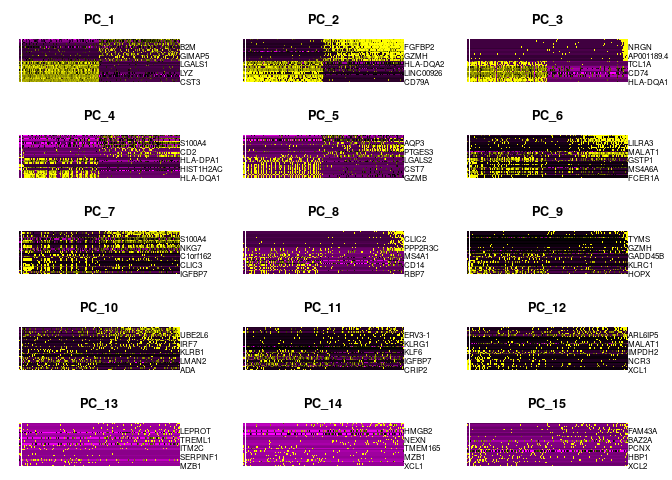 PC_1
B2M
GIMAP5
LGALS1
LYZ
CST3
PC_2
FGFBP2
GZMH
HLA-DQA2
LINC00926
CD79A
PC_3
NRGN
AP001189.4
TCL1A
CD74
HLA-DQA1
PC_4
S100A4
CD2
HLA-DPA1
HIST1H2AC
HLA-DQA1
PC_5
AQP3
PTGES3
LGALS2
CST7
GZMB
PC_6
LILRA3
MALAT1
GSTP1
MS4A6A
FCER1A
PC_7
S100A4
NKG7
C1orf162
CLIC3
IGFBP7
PC_8
CLIC2
PPP2R3C
MS4A1
CD14
RBP7
PC_9
TYMS
GZMH
GADD45B
KLRC1
HOPX
PC_10
UBE2L6
IRF7
KLRB1
LMAN2
ADA
PC_11
ERV3-1
KLRG1
KLF6
IGFBP7
CRIP2
PC_12
ARL6IP5
MALAT1
IMPDH2
NCR3
XCL1
PC_13
LEPROT
TREML1
ITM2C
SERPINF1
MZB1
PC_14
HMGB2
NEXN
TMEM165
MZB1
XCL1
PC_15
FAM43A
BAZ2A
PCNX
HBP1
XCL2